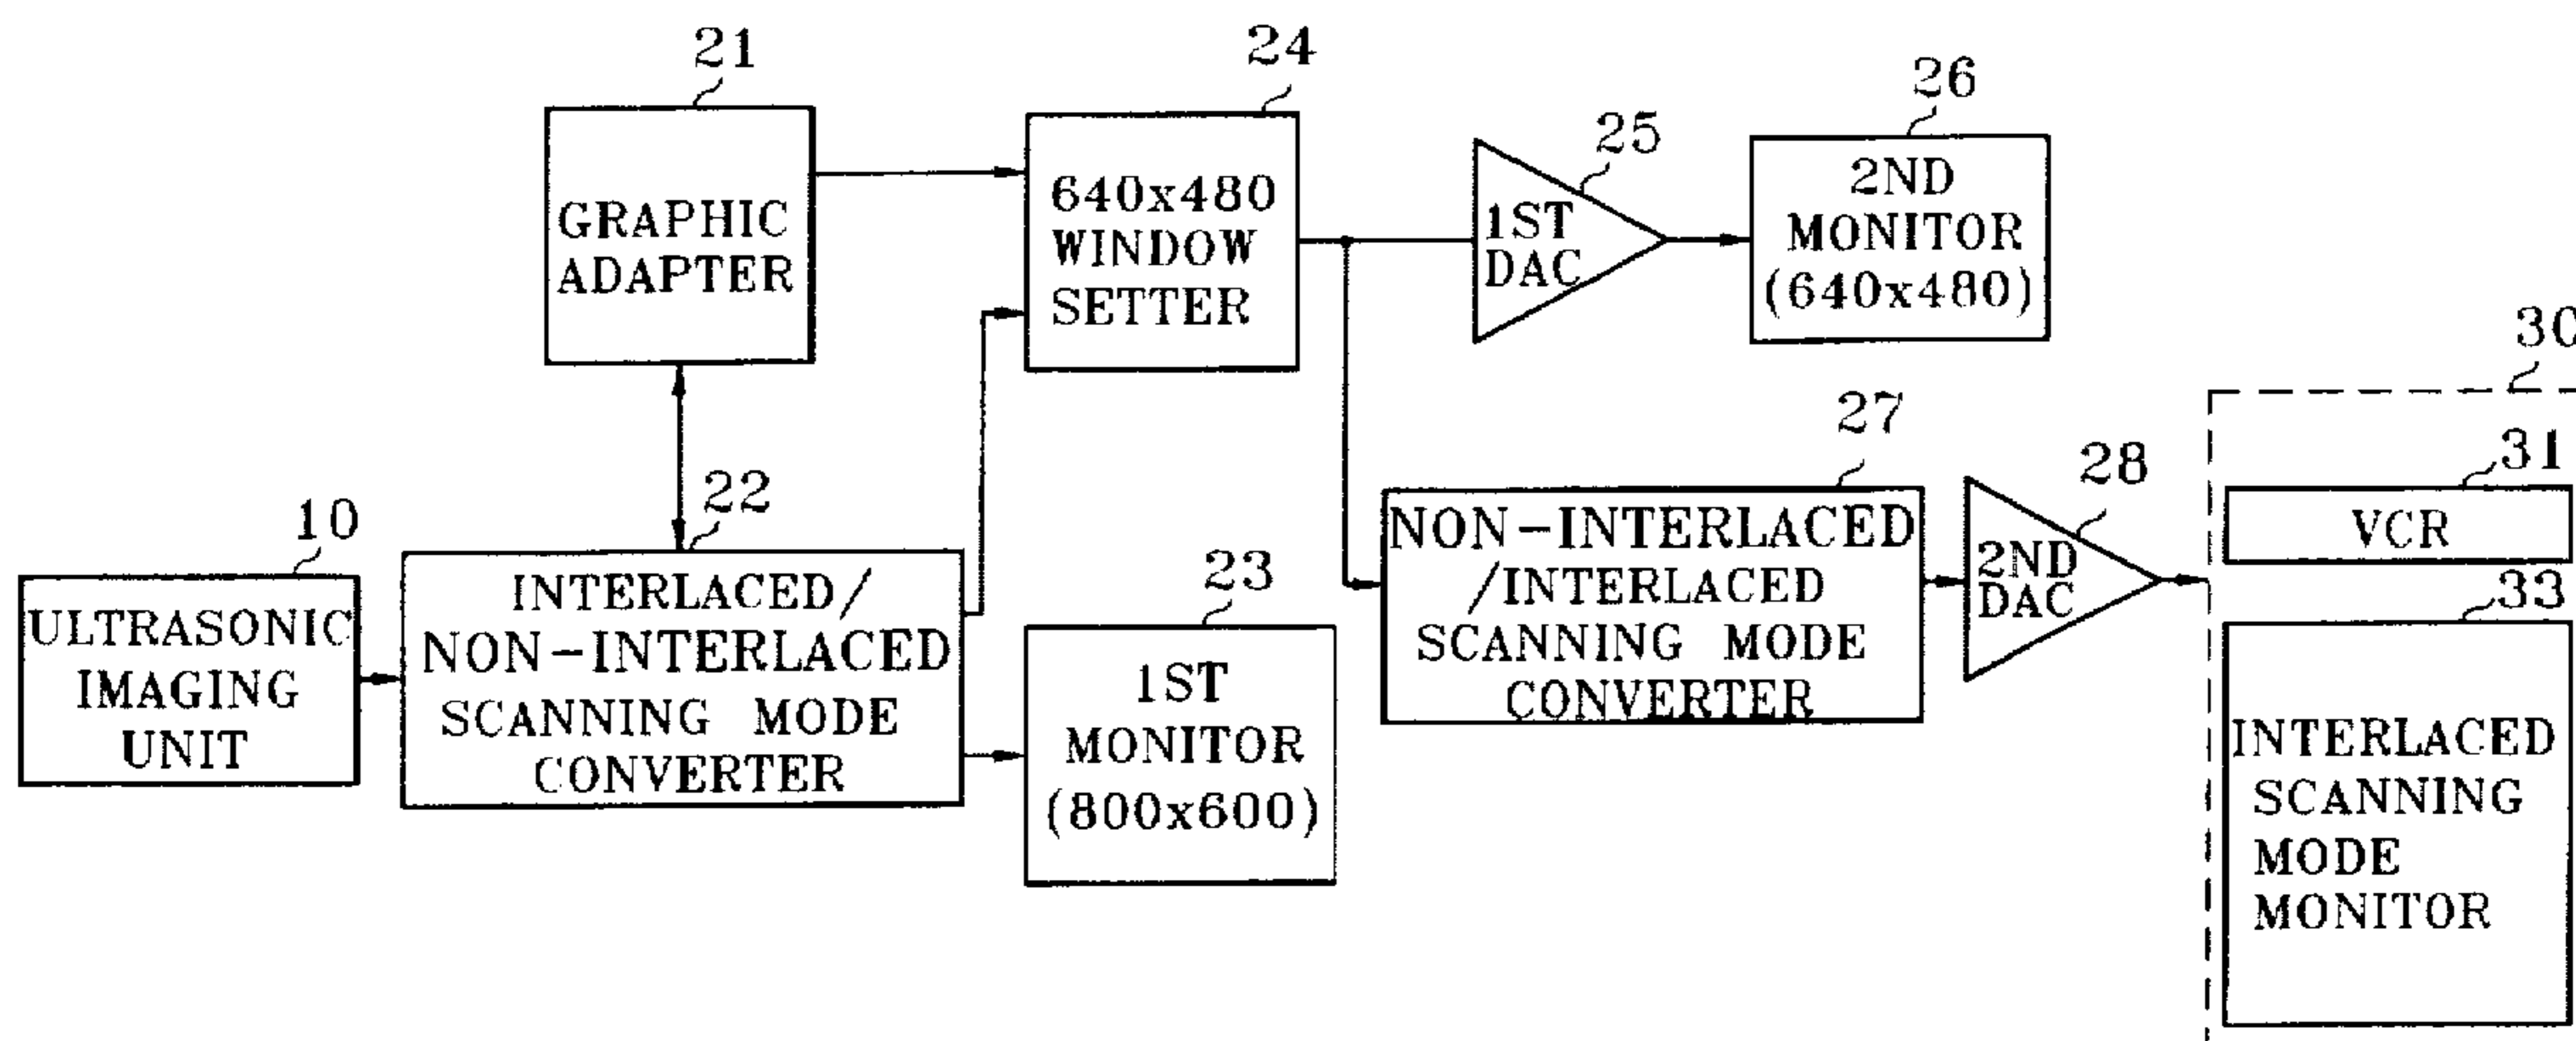 21
GRAPHIC
ADAPTER
24
640x480
WINDOW
SETTER
25
1ST
DAC
26
2ND
MONITOR
(640x480)
10
ULTRASONIC
IMAGING
UNIT
22
INTERLACED/
NON-INTERLACED
SCANNING MODE
CONVERTER
23
1ST
MONITOR
(800x600)
27
NON-INTERLACED
/INTERLACED
SCANNING MODE
CONVERTER
28
2ND
DAC
30
31
VCR
33
INTERLACED
SCANNING
MODE
MONITOR